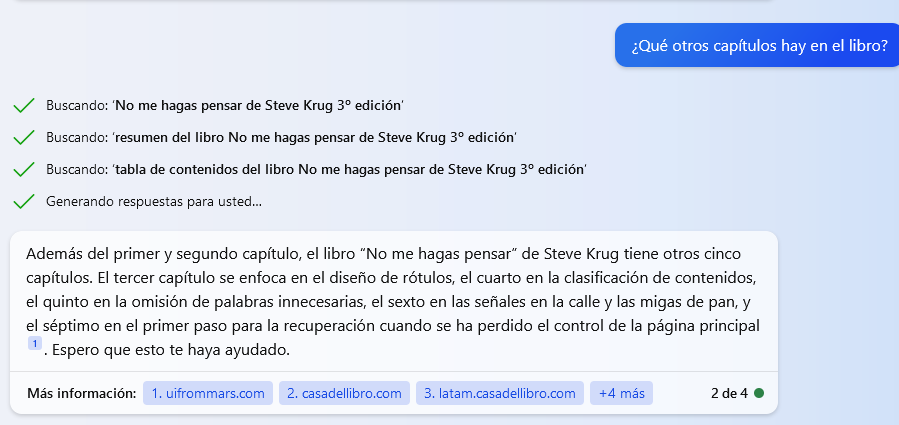 ¿Qué otros capítulos hay en el libro?
Buscando: 'No me hagas pensar de Steve Krug 3º edición'
Buscando: 'resumen del libro No me hagas pensar de Steve Krug 3º edición'
Buscando: 'tabla de contenidos del libro No me hagas pensar de Steve Krug 3º edición'
Generando respuestas para usted...
Además del primer y segundo capítulo, el libro "No me hagas pensar" de Steve Krug tiene otros cinco
capítulos. El tercer capítulo se enfoca en el diseño de rótulos, el cuarto en la clasificación de contenidos,
el quinto en la omisión de palabras innecesarias, el sexto en las señales en la calle y las migas de pan, y
el séptimo en el primer paso para la recuperación cuando se ha perdido el control de la página principal
1 . Espero que esto te haya ayudado.
Más información: 1. uifrommars.com 2. casadellibro.com 3. latam.casadellibro.com +4 más 2 de 4